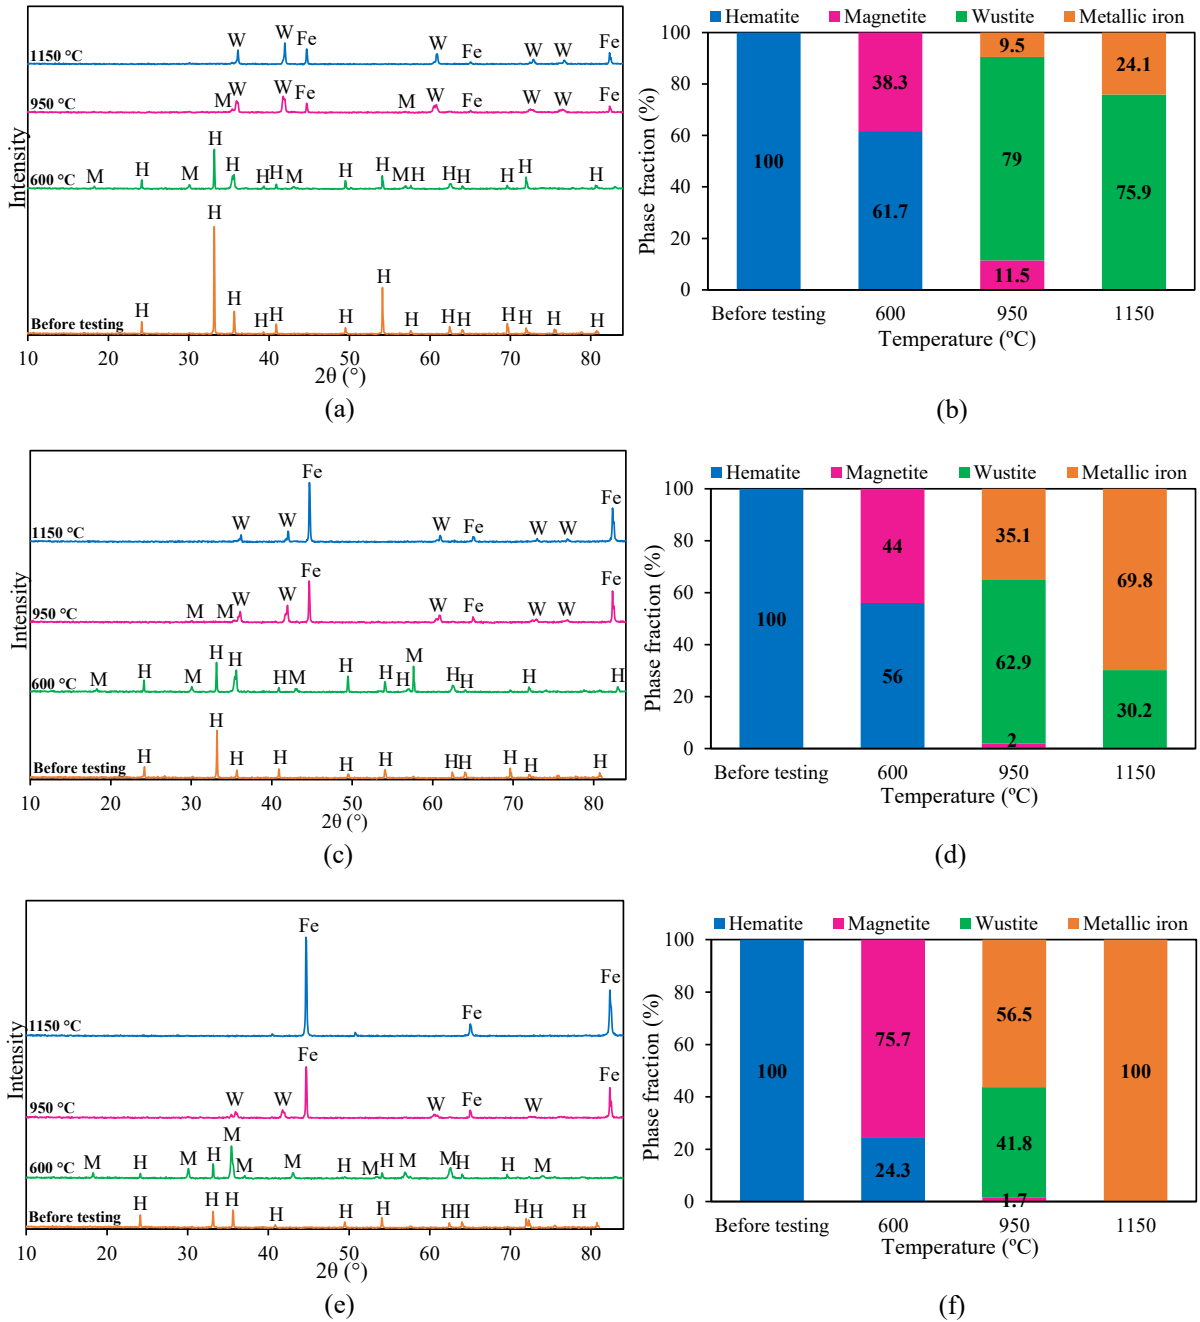 W W Fe W Fe W W Fe
1150 °C
M W W Fe M W Fe W W Fe
950 °C
M H M H H H H M H H M H H H H H H
600 °C
H H H H H H H H H H H H H H
Before testing
10 20 30 40 50 60 70 80
2θ (°)
Intensity
(a)
Hematite Magnetite Wustite Metallic iron
100 80 60 40 20 0
Phase fraction (%)
100
38.3
61.7
9.5
79
11.5
24.1
75.9
Before testing 600 950 1150
Temperature (ºC)
(b)
W W Fe W Fe W W Fe
1150 °C
M M W W Fe W Fe W W Fe
950 °C
M H M H H H M H H H M H H H H
600 °C
H H H H H H H H H H H
Before testing
10 20 30 40 50 60 70 80
2θ (°)
Intensity
(c)
Hematite Magnetite Wustite Metallic iron
100 80 60 40 20 0
Phase fraction (%)
100
44
56
35.1
62.9
2
69.8
30.2
Before testing 600 950 1150
Temperature (ºC)
(d)
Fe Fe Fe
1150 °C
W W Fe W Fe W Fe
950 °C
M H M H M M M H M H M M H H M
600 °C
H H H H H H H H H H H
Before testing
10 20 30 40 50 60 70 80
2θ (°)
Intensity
(e)
Hematite Magnetite Wustite Metallic iron
100 80 60 40 20 0
Phase fraction (%)
100
75.7
24.3
56.5
41.8
1.7
100
Before testing 600 950 1150
Temperature (ºC)
(f)